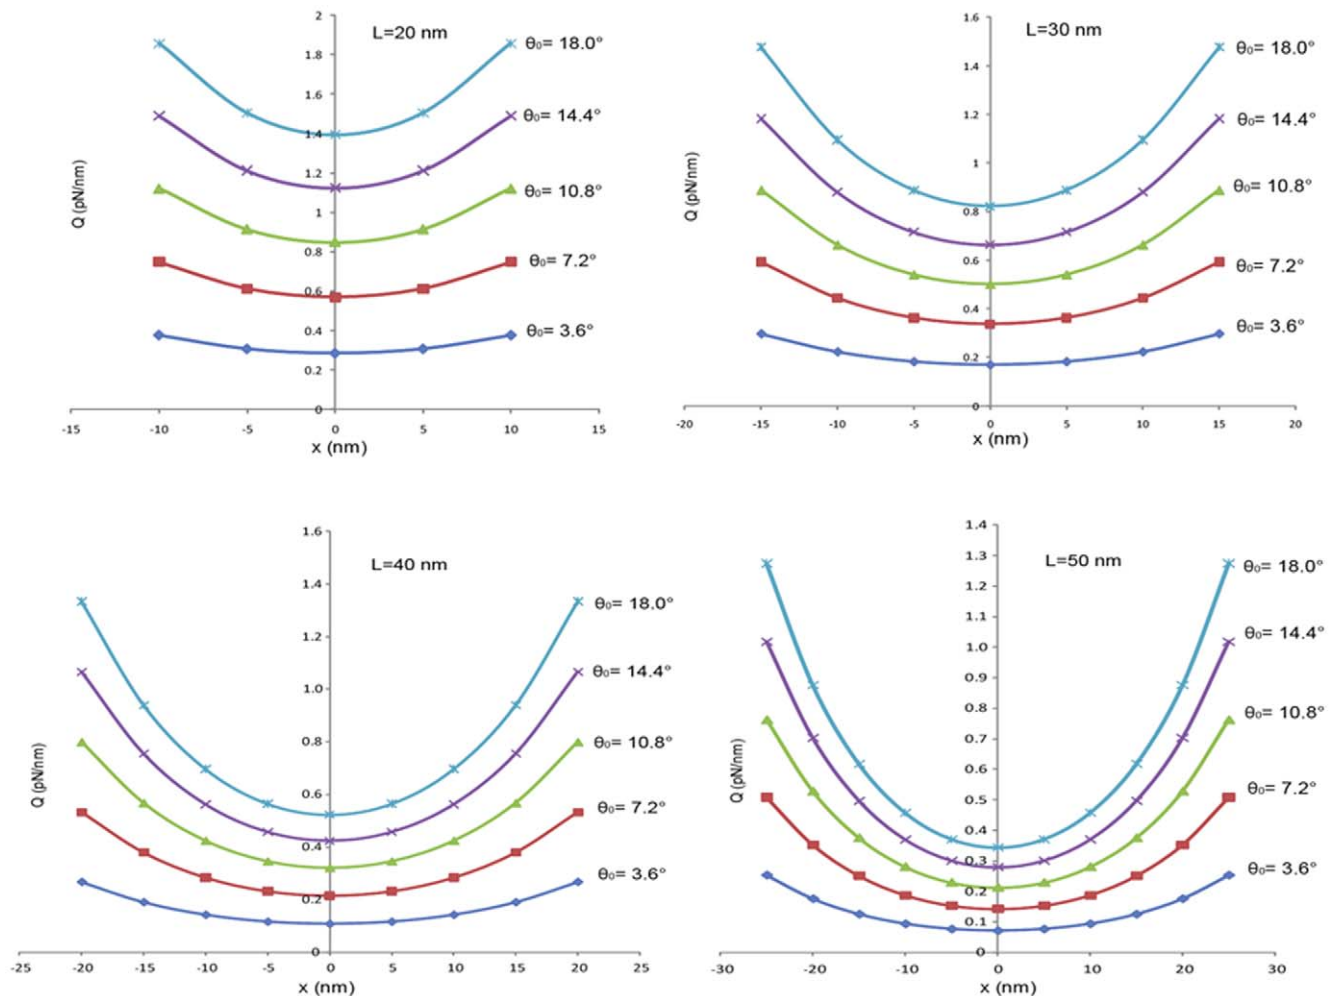 L=20 nm
2
1.8
1.6
1.4
1.2
1
0.8
0.6
0.4
0.2
0
Q (pN/nm)
θ₀= 18.0°
θ₀= 14.4°
θ₀= 10.8°
θ₀= 7.2°
θ₀= 3.6°
-15 -10 -5 0 5 10 15
x (nm)
L=30 nm
1.6
1.4
1.2
1
0.8
0.6
0.4
0.2
0
Q (pN/nm)
θ₀= 18.0°
θ₀= 14.4°
θ₀= 10.8°
θ₀= 7.2°
θ₀= 3.6°
-20 -15 -10 -5 0 5 10 15 20
x (nm)
L=40 nm
1.6
1.4
1.2
1.0
0.8
0.6
0.4
0.2
0
Q (pN/nm)
θ₀= 18.0°
θ₀= 14.4°
θ₀= 10.8°
θ₀= 7.2°
θ₀= 3.6°
-25 -20 -15 -10 -5 0 5 10 15 20 25
x (nm)
L=50 nm
1.4
1.3
1.2
1.1
1.0
0.9
0.8
0.7
0.6
0.5
0.4
0.3
0.2
0.1
0
Q (pN/nm)
θ₀= 18.0°
θ₀= 14.4°
θ₀= 10.8°
θ₀= 7.2°
θ₀= 3.6°
-30 -20 -10 0 10 20 30
x (nm)